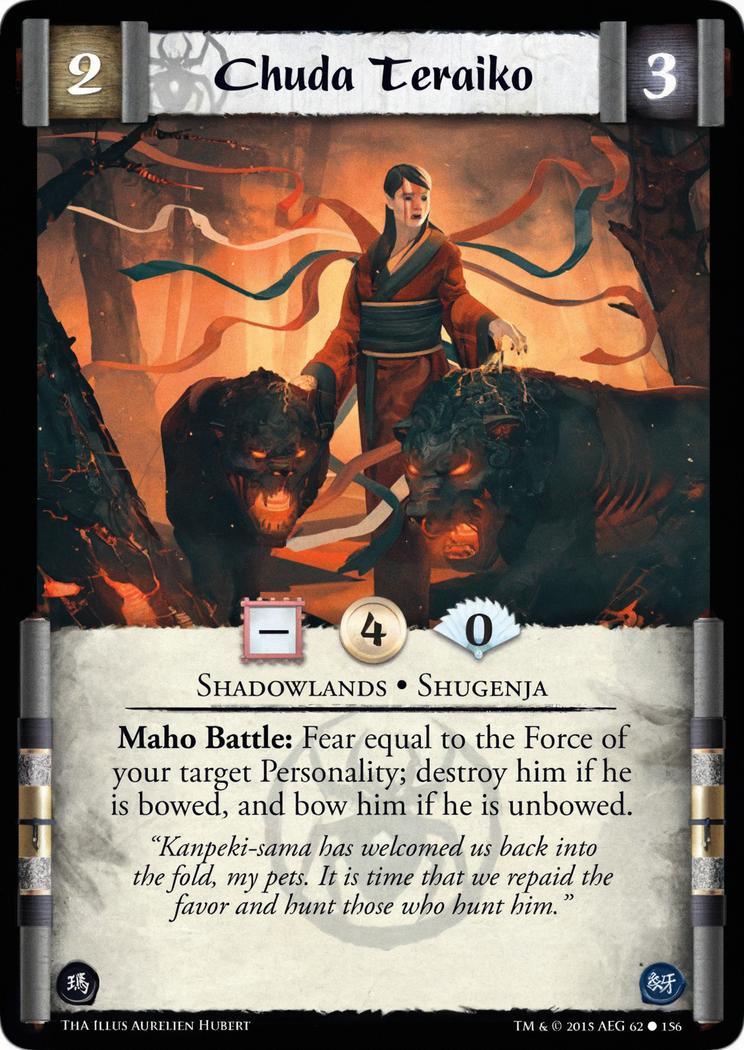 2
Chuda Teraiko
3
–
4
0
Shadowlands • Shugenja
Maho Battle: Fear equal to the Force of
your target Personality; destroy him if he
is bowed, and bow him if he is unbowed.
“Kanpeki-sama has welcomed us back into
the fold, my pets. It is time that we repaid the
favor and hunt those who hunt him.”
THA ILLUS AURELIEN HUBERT
TM & © 2015 AEG 62 ● 156